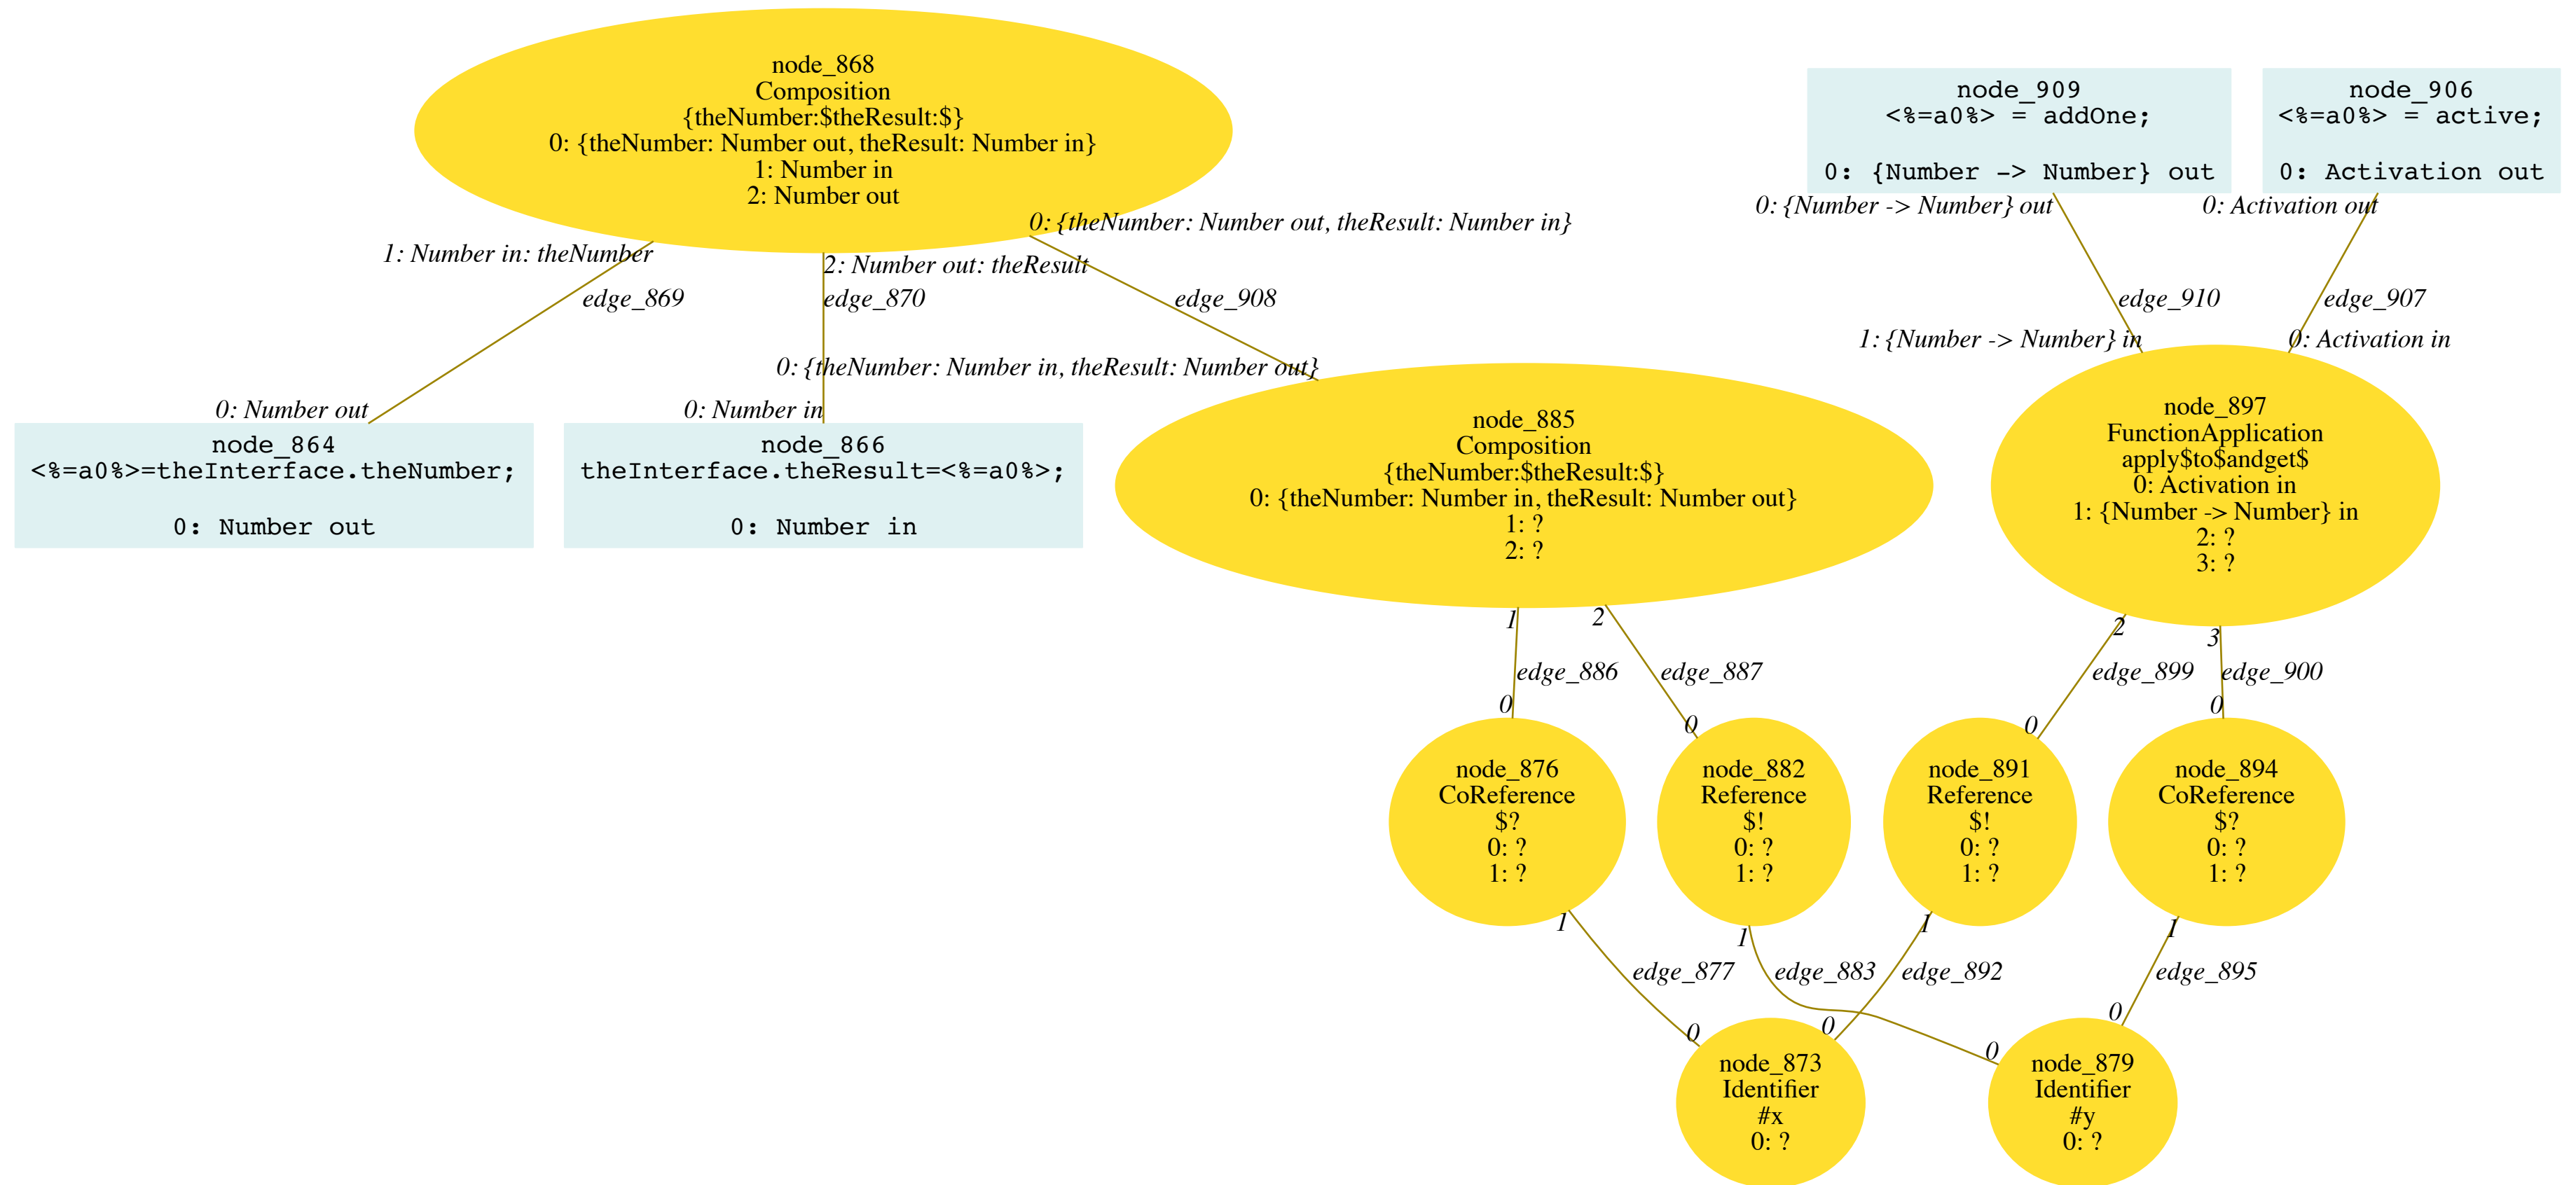 node_868
Composition
{theNumber:$theResult:$}
0: {theNumber: Number out, theResult: Number in}
1: Number in
2: Number out
node_909
<%=a0%> = addOne;
0: {Number -> Number} out
node_906
<%=a0%> = active;
0: Activation out
1: Number in: theNumber
2: Number out: theResult
0: {theNumber: Number out, theResult: Number in}
0: {Number -> Number} out
0: Activation out
edge_869
edge_870
edge_908
edge_910
edge_907
0: Number out
0: Number in
0: {theNumber: Number in, theResult: Number out}
1: {Number -> Number} in
0: Activation in
node_864
<%=a0%>=theInterface.theNumber;
0: Number out
node_866
theInterface.theResult=<%=a0%>;
0: Number in
node_885
Composition
{theNumber:$theResult:$}
0: {theNumber: Number in, theResult: Number out}
1: ?
2: ?
node_897
FunctionApplication
apply$to$andget$
0: Activation in
1: {Number -> Number} in
2: ?
3: ?
1
2
2
3
edge_886
edge_887
edge_899
edge_900
0
0
0
0
node_876
CoReference
$?
0: ?
1: ?
node_882
Reference
$!
0: ?
1: ?
node_891
Reference
$!
0: ?
1: ?
node_894
CoReference
$?
0: ?
1: ?
1
1
1
1
edge_877
edge_883
edge_892
edge_895
0
0
0
0
node_873
Identifier
#x
0: ?
node_879
Identifier
#y
0: ?